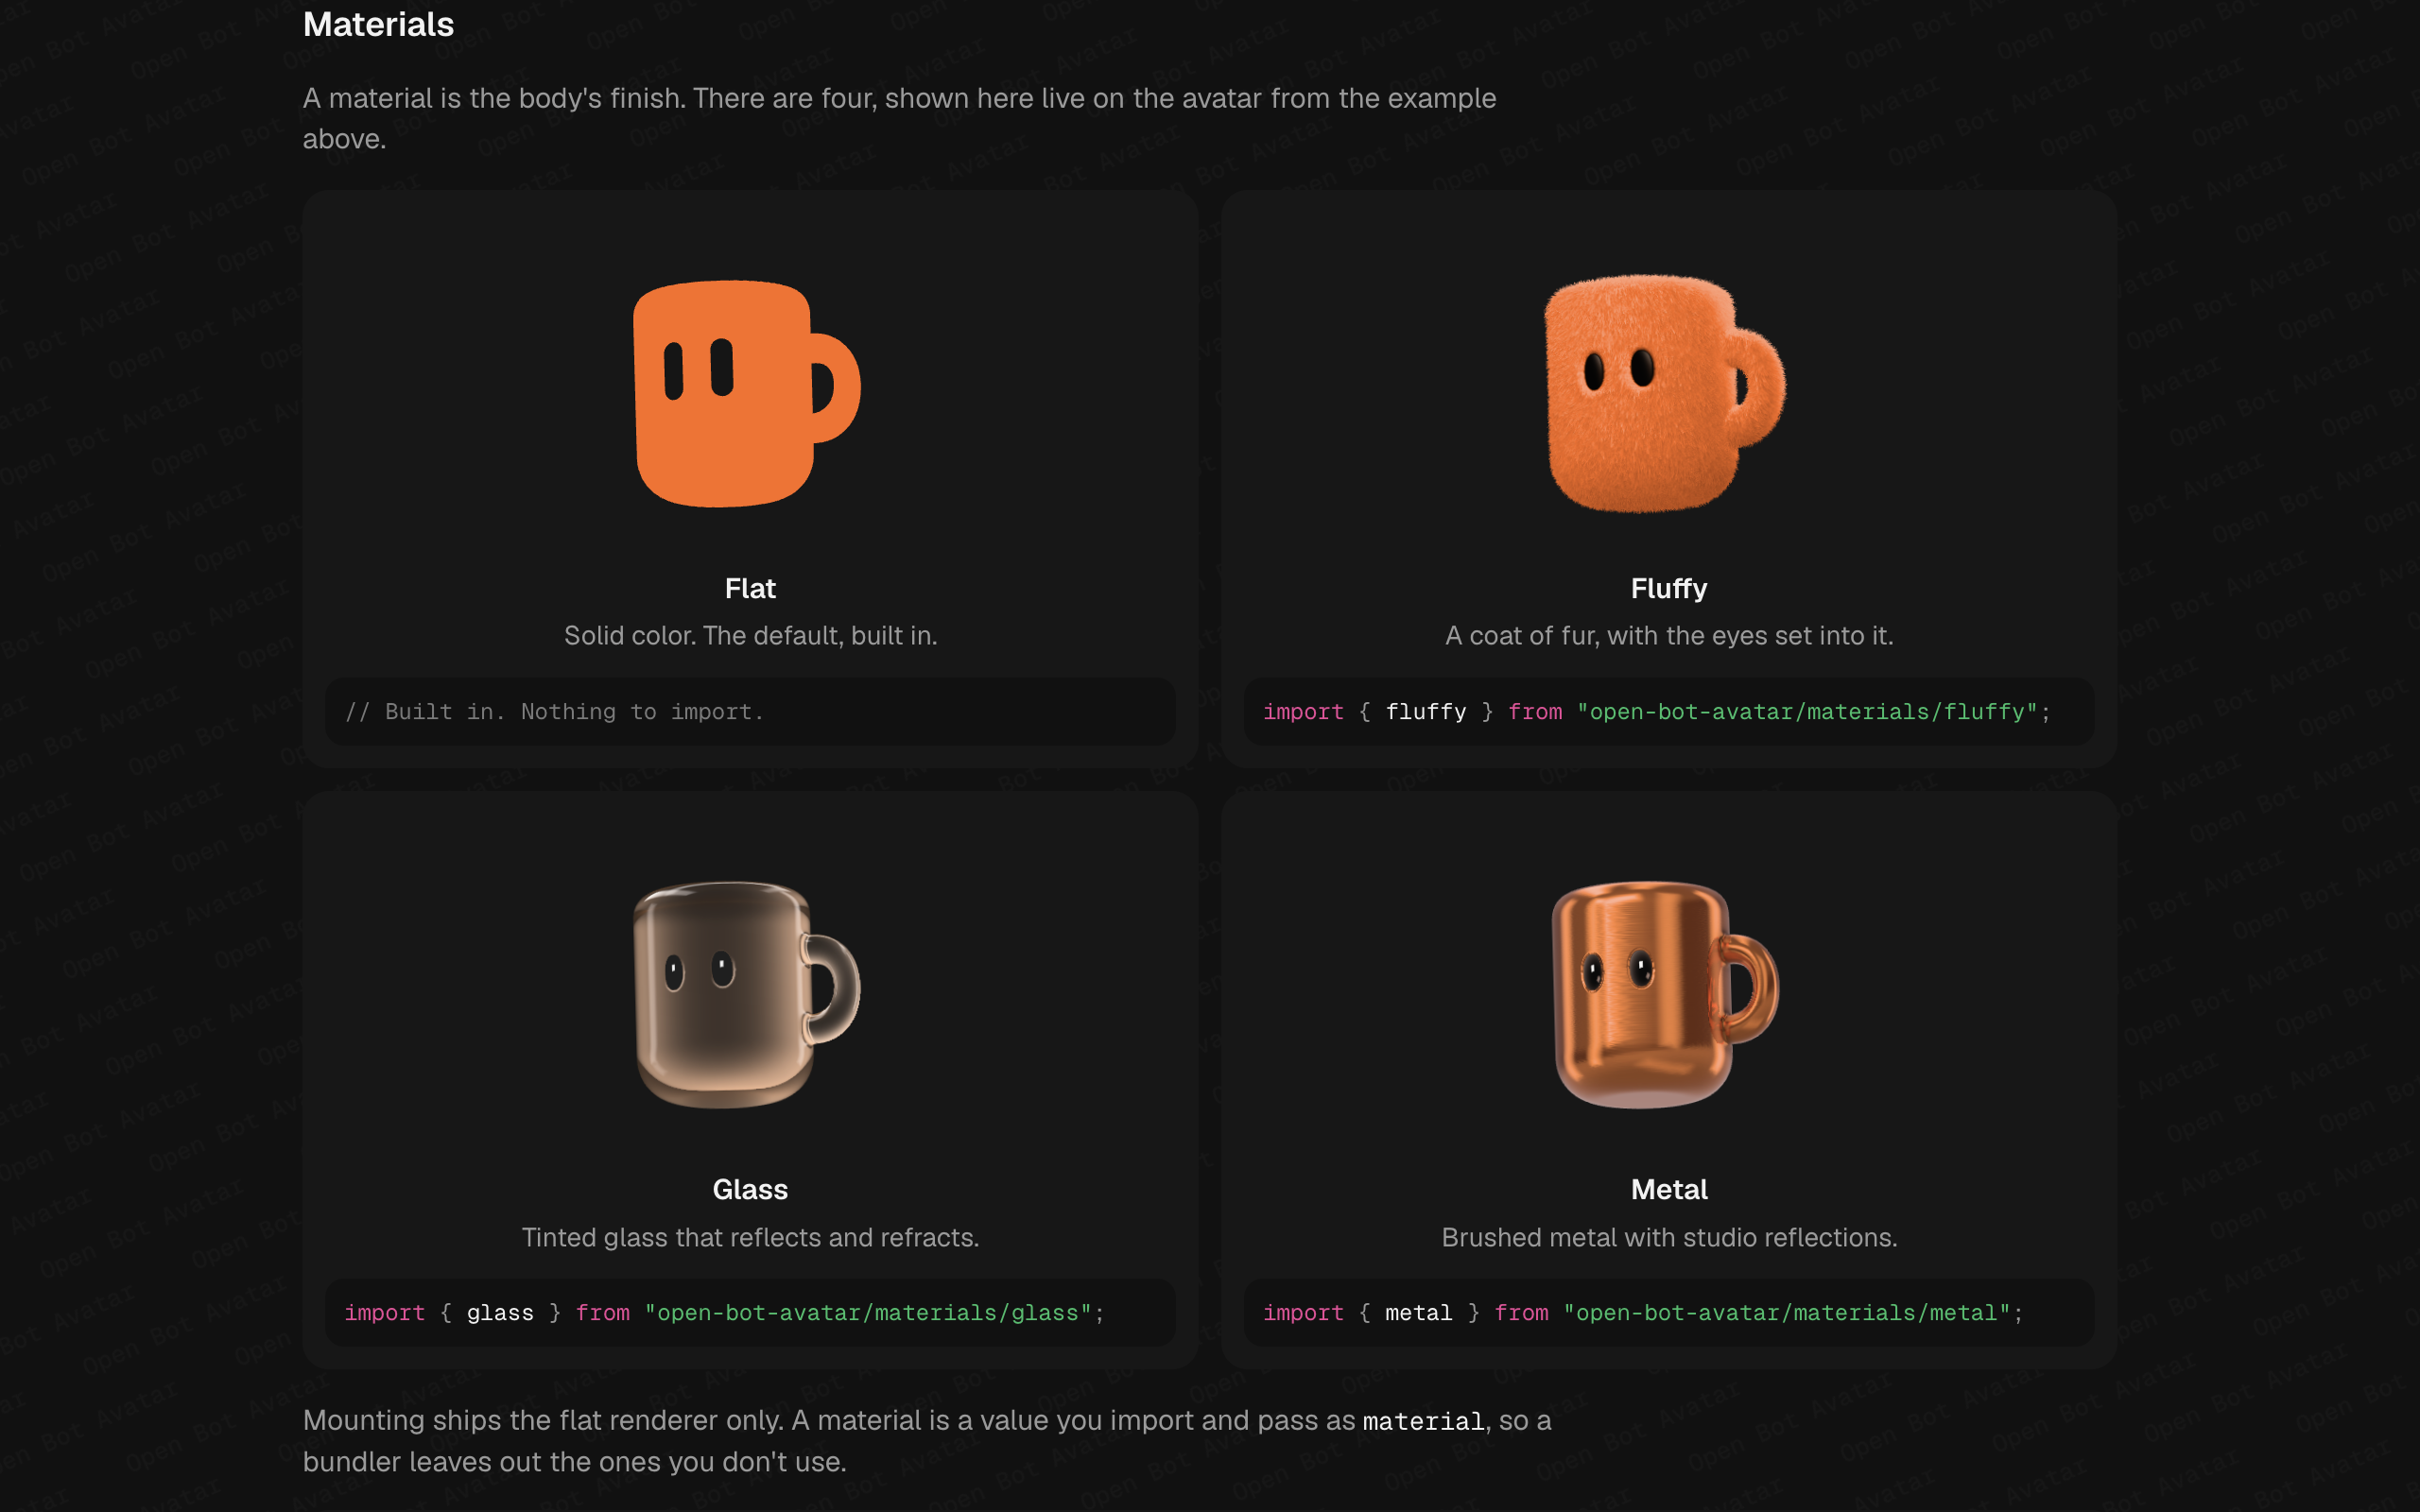 Materials
A material is the body's finish. There are four, shown here live on the avatar from the example
above.
Flat
Solid color. The default, built in.
// Built in. Nothing to import.
Fluffy
A coat of fur, with the eyes set into it.
import { fluffy } from "open-bot-avatar/materials/fluffy";
Glass
Tinted glass that reflects and refracts.
import { glass } from "open-bot-avatar/materials/glass";
Metal
Brushed metal with studio reflections.
import { metal } from "open-bot-avatar/materials/metal";
Mounting ships the flat renderer only. A material is a value you import and pass as material, so a
bundler leaves out the ones you don't use.
Open Bot Avatar